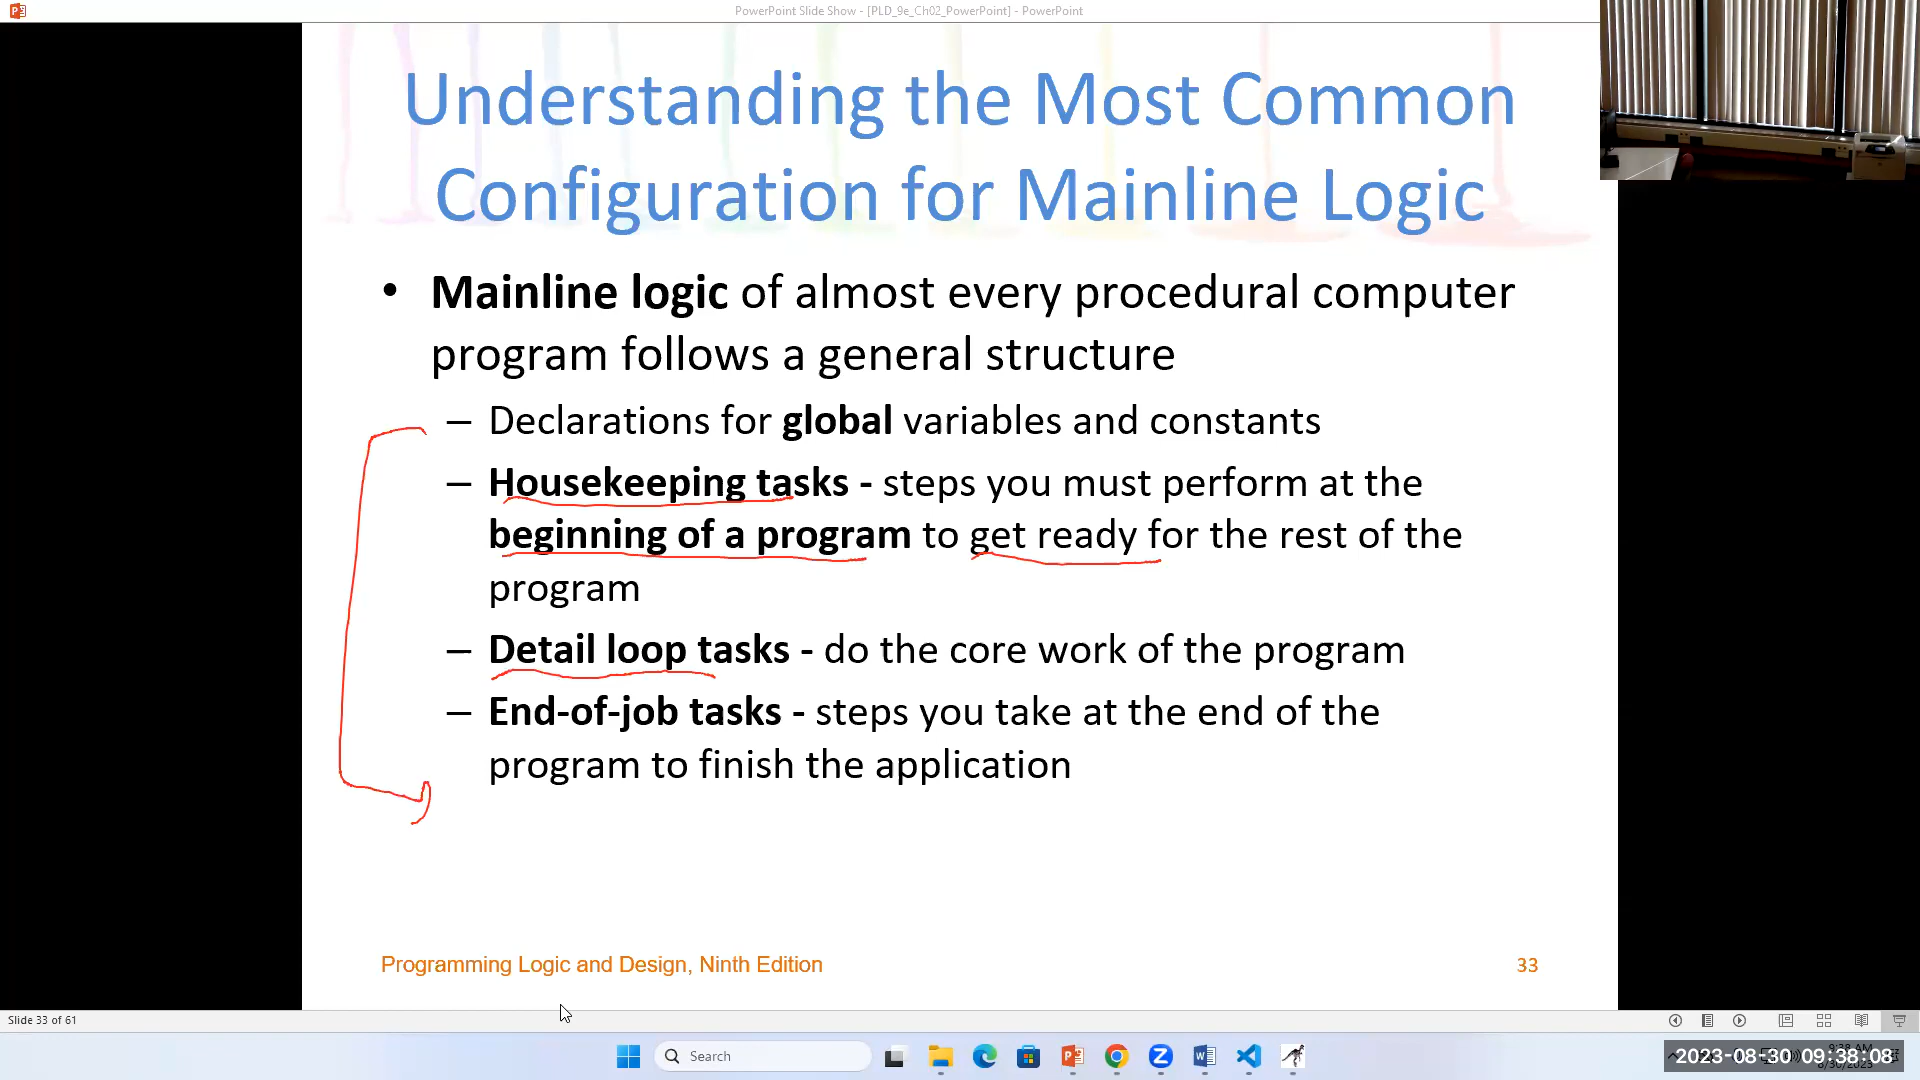 PowerPoint Slide Show - [PLD_9e_Ch02_PowerPoint] - PowerPoint
Understanding the Most Common
Configuration for Mainline Logic
• Mainline logic of almost every procedural computer
program follows a general structure
– Declarations for global variables and constants
– Housekeeping tasks - steps you must perform at the
beginning of a program to get ready for the rest of the
program
– Detail loop tasks - do the core work of the program
– End-of-job tasks - steps you take at the end of the
program to finish the application
Programming Logic and Design, Ninth Edition
33
Slide 33 of 61
Search
2023-08-30 09:38:08